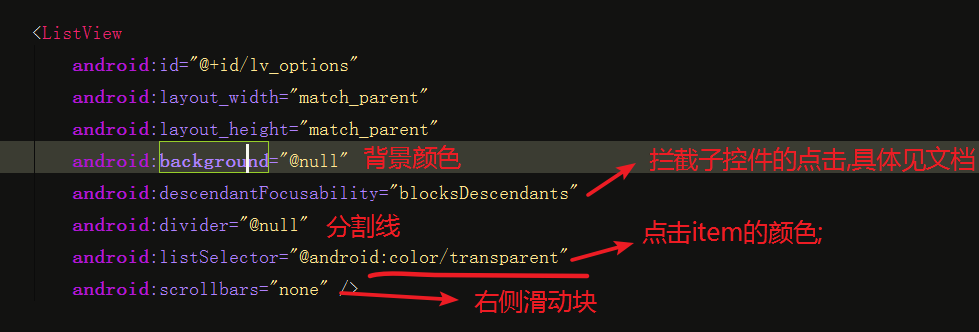 <ListView
android:id="@+id/lv_options"
android:layout_width="match_parent"
android:layout_height="match_parent"
android:background="@null" 背景颜色
拦截子控件的点击,具体见文档
android:descendantFocusability="blocksDescendants"
android:divider="@null" 分割线
点击item的颜色;
android:listSelector="@android:color/transparent"
android:scrollbars="none" />
右侧滑动块